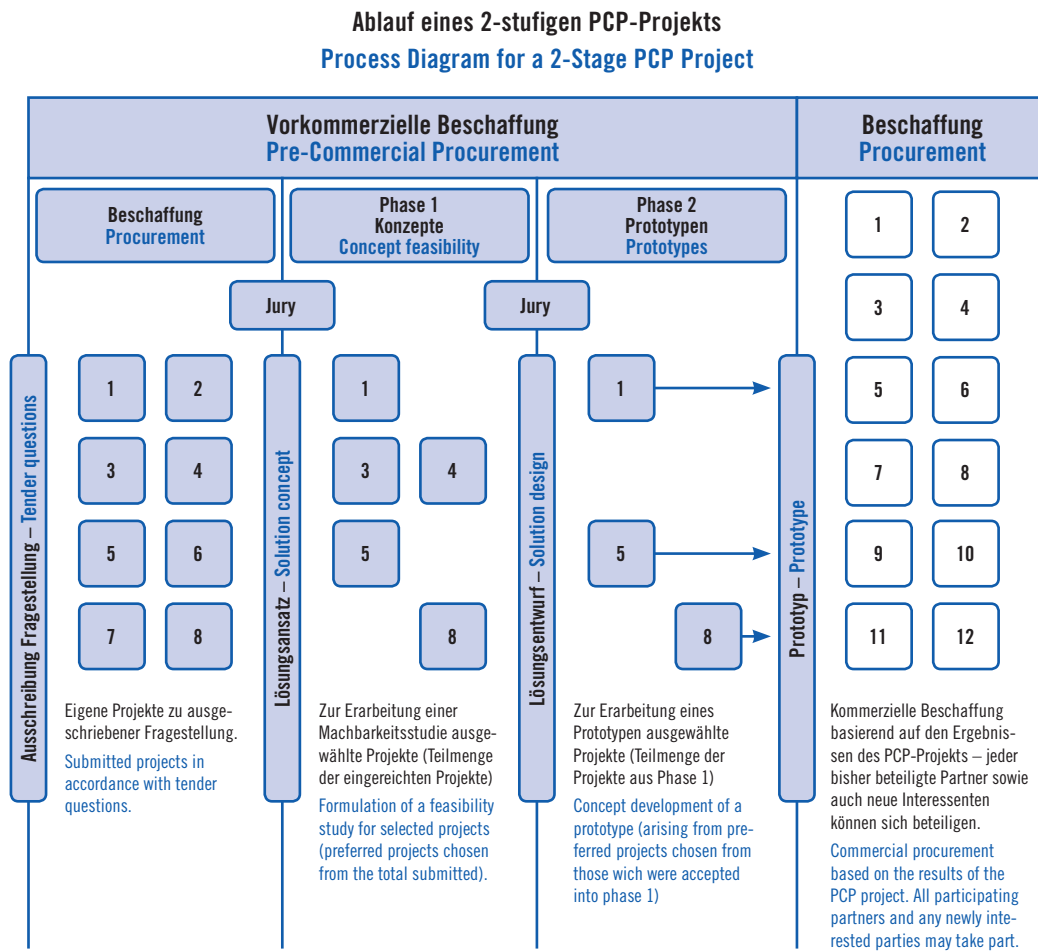 Ablauf eines 2-stufigen PCP-Projekts
Process Diagram for a 2-Stage PCP Project
Vorkommerzielle Beschaffung
Pre-Commercial Procurement
Beschaffung
Procurement
Beschaffung
Procurement
Phase 1
Konzepte
Concept feasibility
Phase 2
Prototypen
Prototypes
Jury
Jury
Ausschreibung Fragestellung – Tender questions
1 2
3 4
5 6
7 8
Eigene Projekte zu ausge-
schriebener Fragestellung.
Submitted projects in
accordance with tender
questions.
Lösungsansatz – Solution concept
1
3 4
5
8
Zur Erarbeitung einer
Machbarkeitsstudie ausge-
wählte Projekte (Teilmenge
der eingereichten Projekte)
Formulation of a feasibility
study for selected projects
(preferred projects chosen
from the total submitted).
Lösungsentwurf – Solution design
1
5
8
Zur Erarbeitung eines
Prototypen ausgewählte
Projekte (Teilmenge der
Projekte aus Phase 1)
Concept development of a
prototype (arising from pre-
ferred projects chosen from
those wich were accepted
into phase 1)
Prototyp – Prototype
1 2
3 4
5 6
7 8
9 10
11 12
Kommerzielle Beschaffung
basierend auf den Ergebnis-
sen des PCP-Projekts – jeder
bisher beteiligte Partner sowie
auch neue Interessenten
können sich beteiligen.
Commercial procurement
based on the results of the
PCP project. All participating
partners and any newly inte-
rested parties may take part.